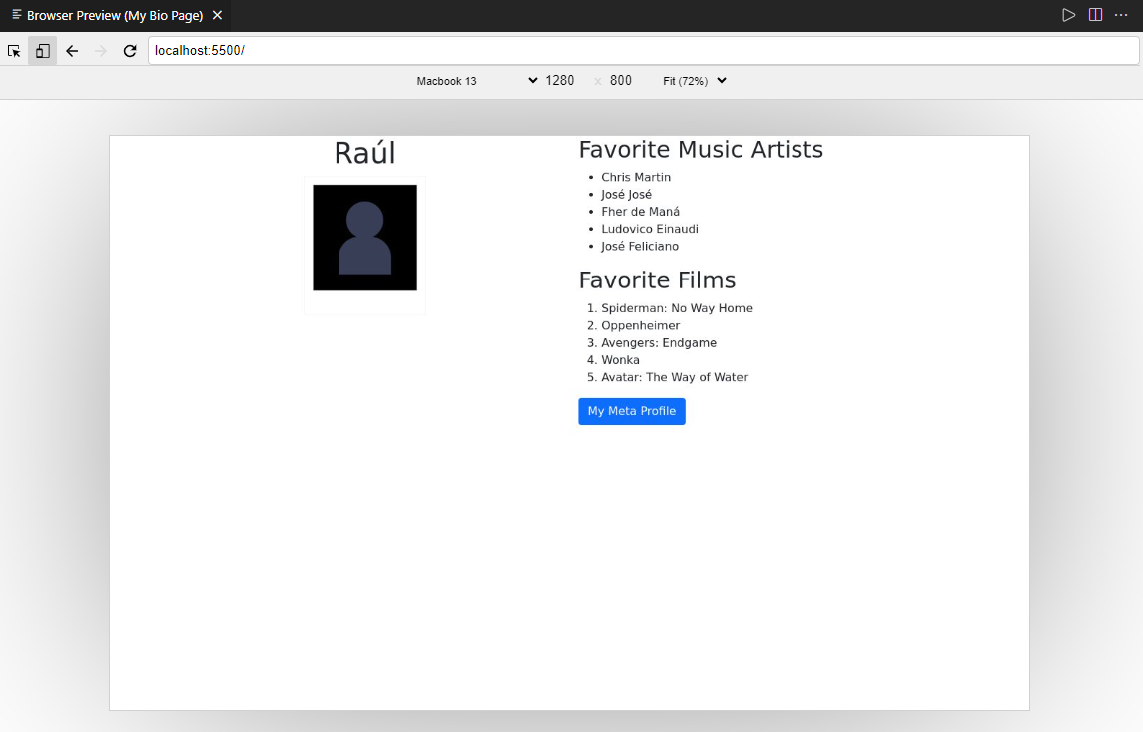 Browser Preview (My Bio Page)
localhost:5500/
Macbook 13 1280 x 800 Fit (72%)
Raúl
Favorite Music Artists
• Chris Martin
• José José
• Fher de Maná
• Ludovico Einaudi
• José Feliciano
Favorite Films
1. Spiderman: No Way Home
2. Oppenheimer
3. Avengers: Endgame
4. Wonka
5. Avatar: The Way of Water
My Meta Profile